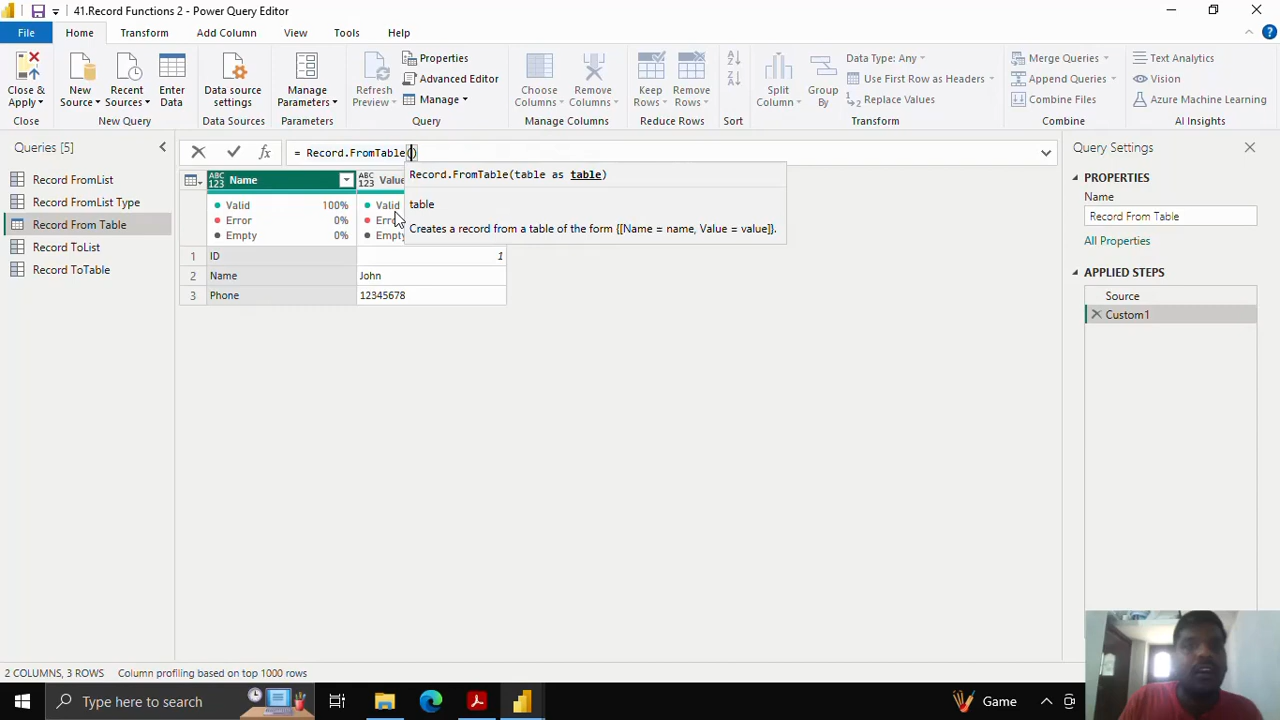 41.Record Functions 2 - Power Query Editor
File
Home
Transform
Add Column
View
Tools
Help
Close & Apply
New Source
Recent Sources
Enter Data
Data source settings
Manage Parameters
Refresh Preview
Properties
Advanced Editor
Manage
Choose Columns
Remove Columns
Keep Rows
Remove Rows
Split Column
Group By
Data Type: Any
Use First Row as Headers
Replace Values
Merge Queries
Append Queries
Combine Files
Text Analytics
Vision
Azure Machine Learning
Close
New Query
Data Sources
Parameters
Query
Manage Columns
Reduce Rows
Sort
Transform
Combine
AI Insights
Queries [5]
Record FromList
Record FromList Type
Record From Table
Record ToList
Record ToTable
= Record.FromTable()
Record.FromTable(table as table)
table
Creates a record from a table of the form {[Name = name, Value = value]}.
ABC 123 Name
ABC 123 Value
Valid 100%
Error 0%
Empty 0%
Valid
Erro
Empty
1 ID 1
2 Name John
3 Phone 12345678
Query Settings
PROPERTIES
Name
Record From Table
All Properties
APPLIED STEPS
Source
Custom1
2 COLUMNS, 3 ROWS Column profiling based on top 1000 rows
Type here to search
Game